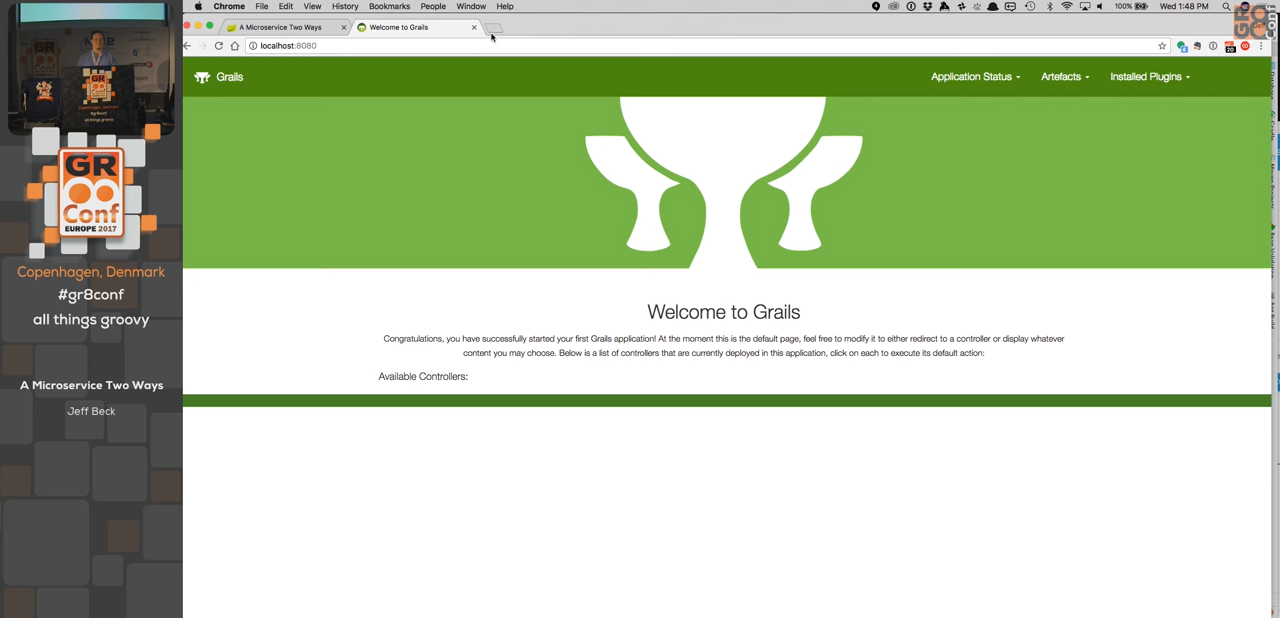 Chrome File Edit View History Bookmarks People Window Help
100% Wed 1:48 PM
A Microservice Two Ways
Welcome to Grails
localhost:8080
20
Grails
Application Status
Artefacts
Installed Plugins
Welcome to Grails
Congratulations, you have successfully started your first Grails application! At the moment this is the default page, feel free to modify it to either redirect to a controller or display whatever
content you may choose. Below is a list of controllers that are currently deployed in this application, click on each to execute its default action:
Available Controllers:
GR
Conf
EUROPE 2017
Copenhagen, Denmark
#gr8conf
all things groovy
A Microservice Two Ways
Jeff Beck